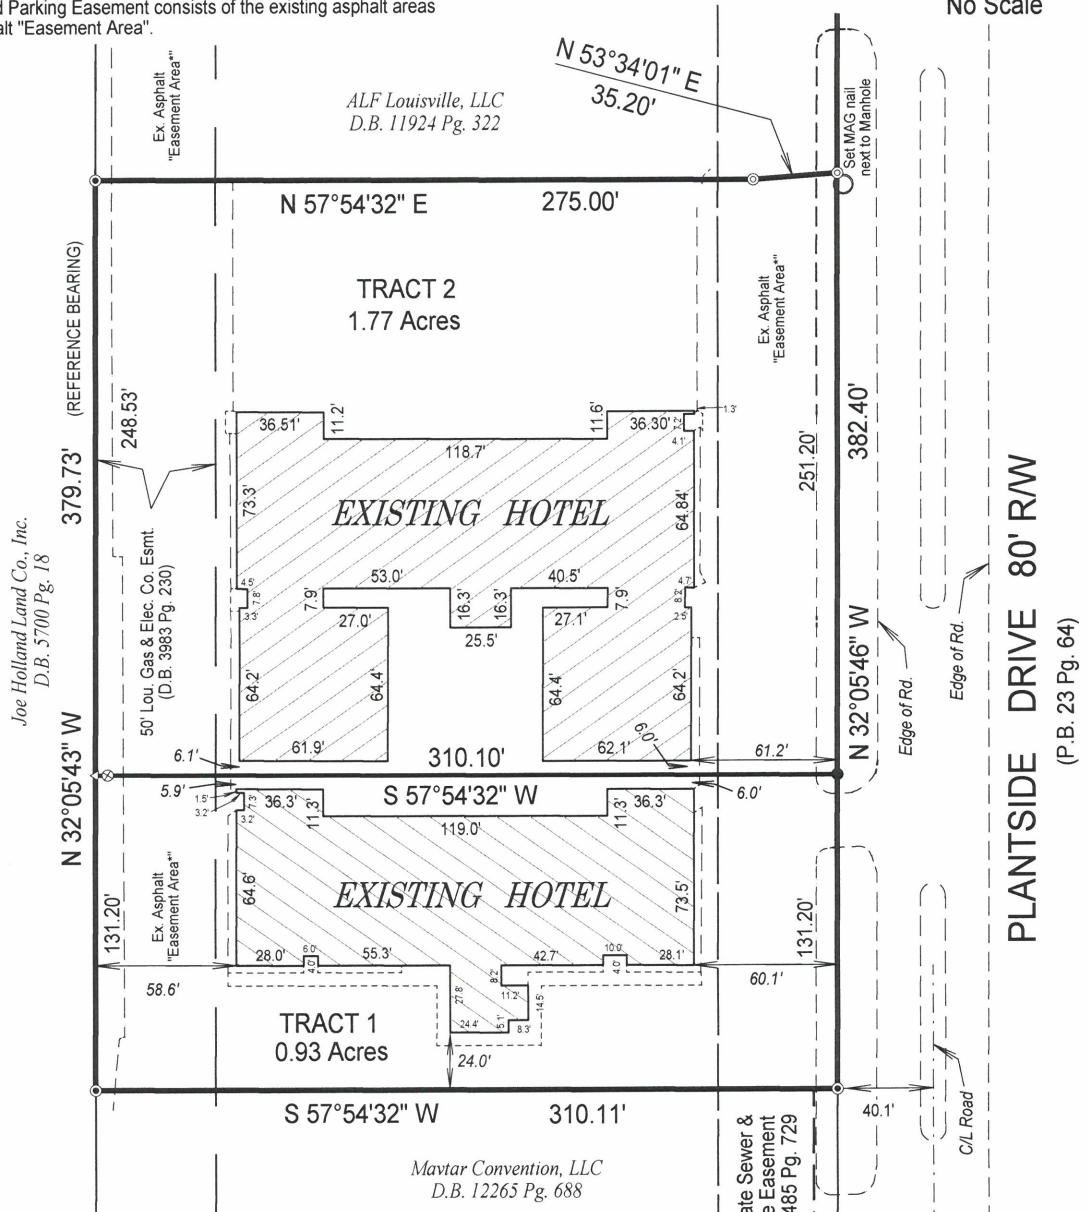 d Parking Easement consists of the existing asphalt areas
alt "Easement Area".
No Scale
Ex. Asphalt
"Easement Area*"
ALF Louisville, LLC
D.B. 11924 Pg. 322
N 53°34'01" E
35.20'
Set MAG nail
next to Manhole
N 57°54'32" E
275.00'
(REFERENCE BEARING)
TRACT 2
1.77 Acres
Ex. Asphalt
"Easement Area*"
248.53'
379.73'
36.51'
11.2'
118.7'
11.6'
36.30'
7.2'
1.3'
4.1'
251.20'
382.40'
73.3'
EXISTING HOTEL
64.84'
Joe Holland Land Co., Inc.
D.B. 5700 Pg. 18
50' Lou. Gas & Elec. Co. Esmt.
(D.B. 3983 Pg. 230)
4.5'
7.8'
3.3'
53.0'
40.5'
7.9'
16.3'
16.3'
7.9'
4.7'
8.2'
2.5'
27.0'
25.5'
27.1'
64.2'
64.4'
64.4'
64.2'
61.9'
62.1'
6.0'
61.2'
N 32°05'46" W
Edge of Rd.
Edge of Rd.
PLANTSIDE DRIVE 80' R/W
(P.B. 23 Pg. 64)
N 32°05'43" W
6.1'
310.10'
S 57°54'32" W
5.9'
6.0'
1.5'
3.2'
7.3'
3.2'
36.3'
11.3'
119.0'
11.3'
36.3'
64.6'
EXISTING HOTEL
73.5'
131.20'
Ex. Asphalt
"Easement Area*"
131.20'
28.0'
6.0'
4.0'
55.3'
42.7'
10.0'
4.0'
28.1'
58.6'
60.1'
8.2'
27.8'
11.2'
14.5'
24.4'
5.1'
8.3'
TRACT 1
0.93 Acres
24.0'
S 57°54'32" W
310.11'
40.1'
C/L Road
Mavtar Convention, LLC
D.B. 12265 Pg. 688
ate Sewer &
e Easement
485 Pg. 729